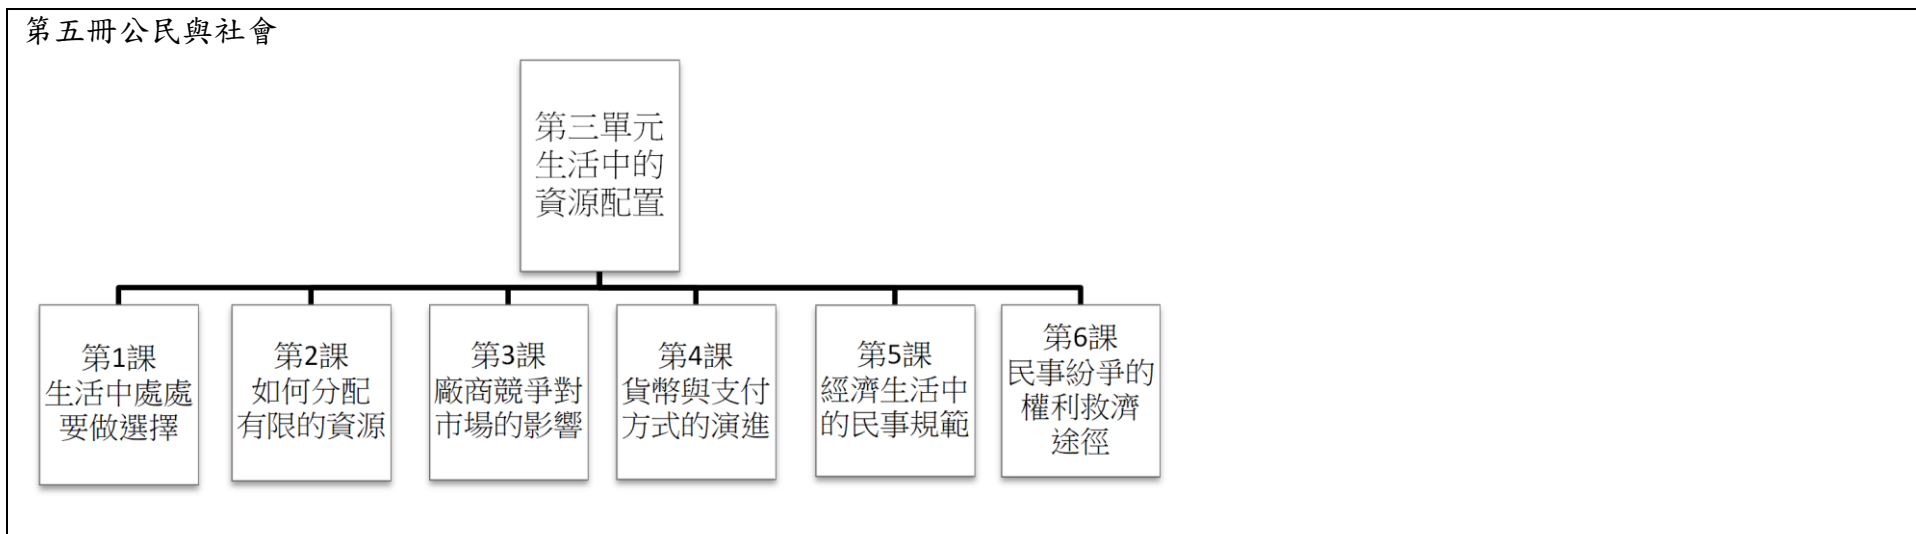 第五冊公民與社會
第三單元
生活中的
資源配置
第1課
生活中處處
要做選擇
第2課
如何分配
有限的資源
第3課
廠商競爭對
市場的影響
第4課
貨幣與支付
方式的演進
第5課
經濟生活中
的民事規範
第6課
民事紛爭的
權利救濟
途徑